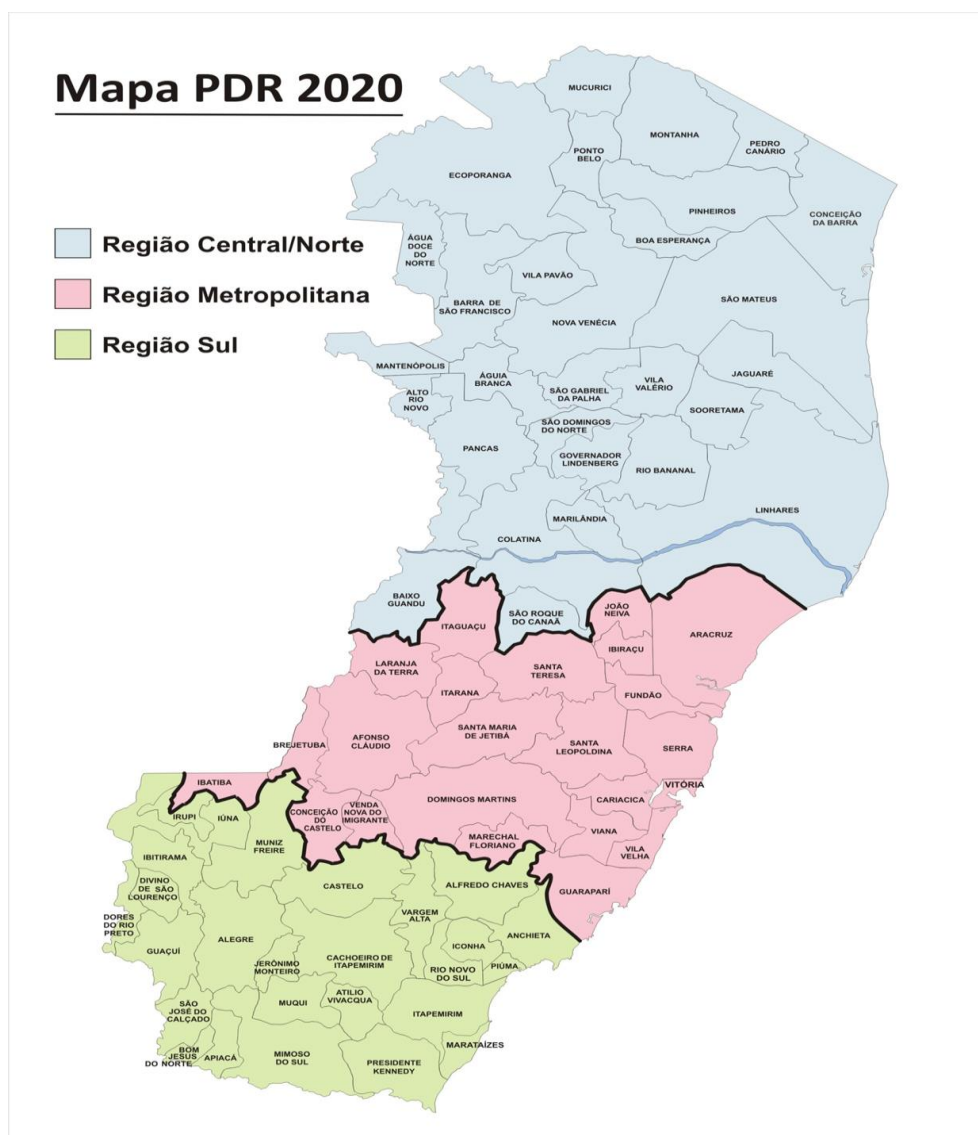 Mapa PDR 2020
Região Central/Norte
Região Metropolitana
Região Sul
MUCURICI
MONTANHA
PEDRO
CANÁRIO
PONTO
BELO
ECOPORANGA
PINHEIROS
CONCEIÇÃO
DA BARRA
BOA ESPERANÇA
ÁGUA
DOCE
DO
NORTE
VILA PAVÃO
BARRA DE
SÃO FRANCISCO
SÃO MATEUS
NOVA VENÉCIA
MANTENÓPOLIS
ÁGUIA
BRANCA
ALTO
RIO
NOVO
SÃO GABRIEL
DA PALHA
VILA
VALÉRIO
JAGUARÉ
SOORETAMA
SÃO DOMINGOS
DO NORTE
PANCAS
GOVERNADOR
LINDENBERG
RIO BANANAL
LINHARES
MARILÂNDIA
COLATINA
BAIXO
GUANDU
SÃO ROQUE
DO CANAÃ
JOÃO
NEIVA
ITAGUAÇU
ARACRUZ
IBIRAÇU
LARANJA
DA TERRA
SANTA
TERESA
ITARANA
FUNDÃO
SANTA MARIA
DE JETIBÁ
AFONSO
CLÁUDIO
BREJETUBA
SANTA
LEOPOLDINA
SERRA
IBATIBA
VITÓRIA
DOMINGOS MARTINS
CARIACICA
CONCEIÇÃO
DO
CASTELO
VENDA
NOVA DO
IMIGRANTE
IRUPI
IÚNA
MARECHAL
FLORIANO
VIANA
VILA
VELHA
MUNIZ
FREIRE
IBITIRAMA
GUARAPARÍ
CASTELO
ALFREDO CHAVES
DIVINO
DE SÃO
LOURENÇO
DORES
DO RIO
PRETO
VARGEM
ALTA
ANCHIETA
ALEGRE
ICONHA
GUAÇUÍ
CACHOEIRO DE
ITAPEMIRIM
JERÔNIMO
MONTEIRO
PIÚMA
RIO NOVO
DO SUL
ATILIO
VIVACQUA
MUQUI
SÃO
JOSÉ DO
CALÇADO
ITAPEMIRIM
MARATAÍZES
BOM
JESUS
DO NORTE
APIACÁ
MIMOSO
DO SUL
PRESIDENTE
KENNEDY